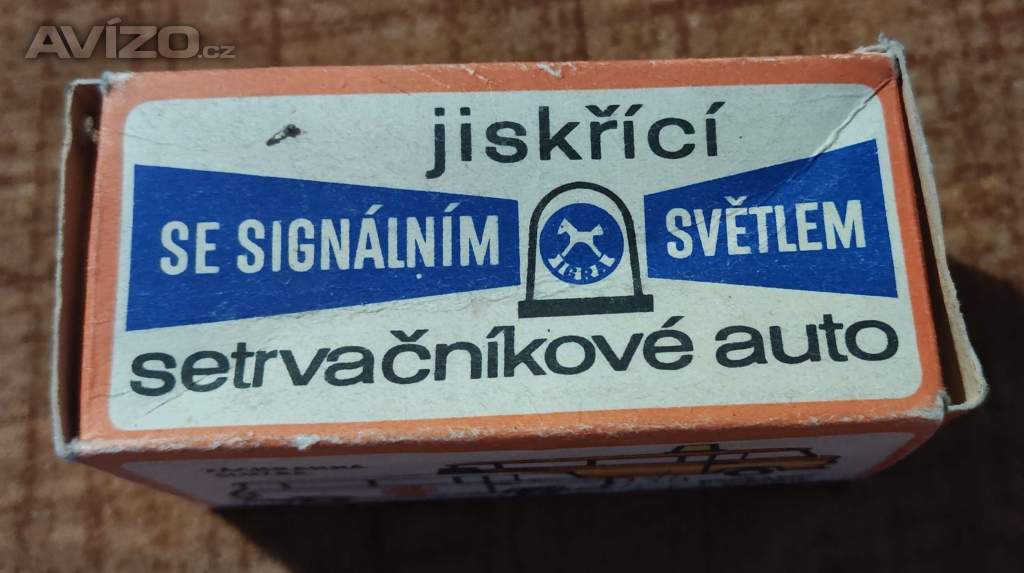 AVÍZO.cz
jiskřící
SE SIGNÁLNÍM SVĚTLEM
IGRA
setrvačníkové auto